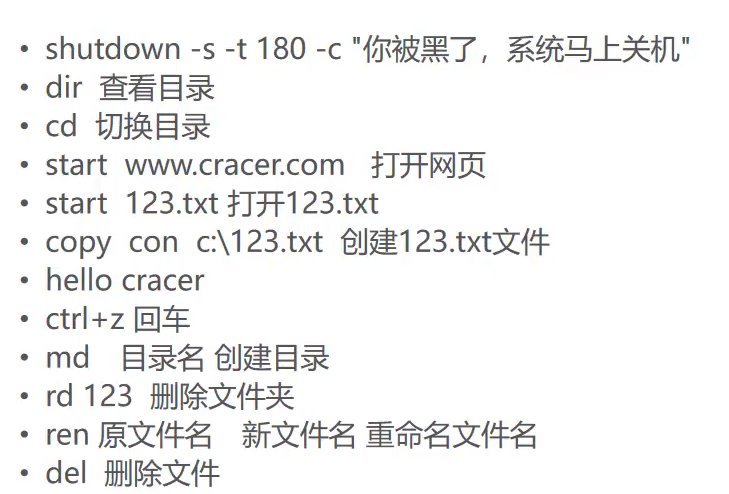 • shutdown -s -t 180 -c "你被黑了，系统马上关机"
• dir 查看目录
• cd 切换目录
• start www.cracer.com 打开网页
• start 123.txt 打开123.txt
• copy con c:\123.txt 创建123.txt文件
• hello cracer
• ctrl+z 回车
• md 目录名 创建目录
• rd 123 删除文件夹
• ren 原文件名 新文件名 重命名文件名
• del 删除文件